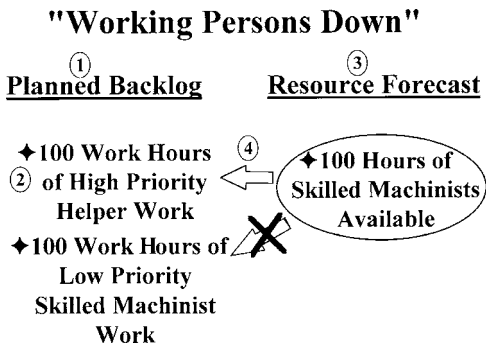 "Working Persons Down"
① ③
Planned Backlog Resource Forecast
✦100 Work Hours
② of High Priority
Helper Work
④
✦100 Hours of
Skilled Machinists
Available
✦100 Work Hours of
Low Priority
Skilled Machinist
Work